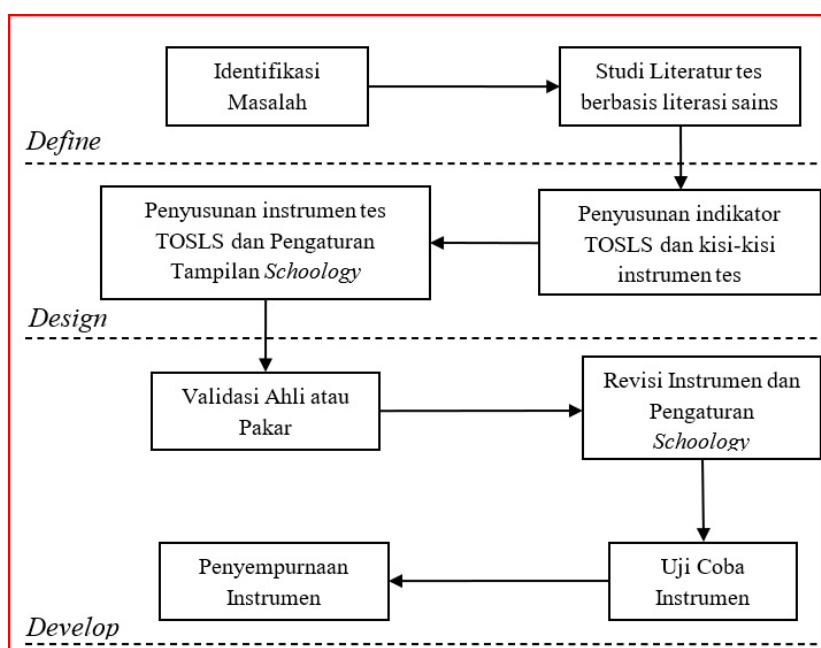 Identifikasi
Masalah
Studi Literatur tes
berbasis literasi sains
Define
Penyusunan instrumen tes
TOSLS dan Pengaturan
Tampilan Schoology
Penyusunan indikator
TOSLS dan kisi-kisi
instrumen tes
Design
Validasi Ahli atau
Pakar
Revisi Instrumen dan
Pengaturan
Schoology
Penyempurnaan
Instrumen
Uji Coba
Instrumen
Develop